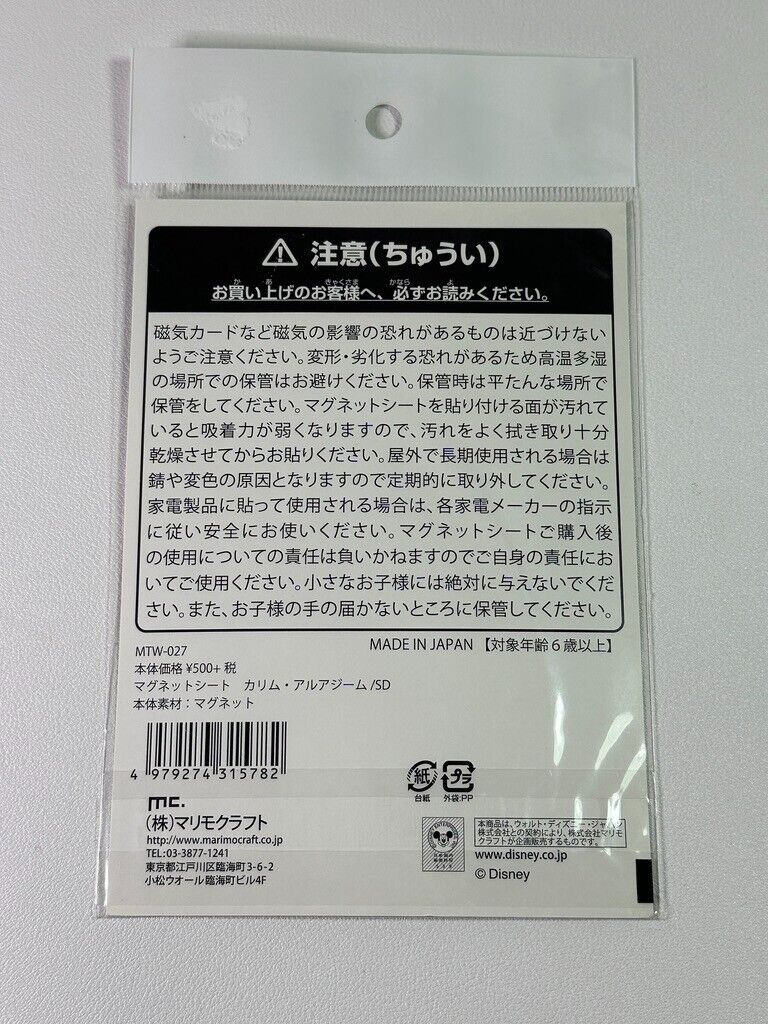 注意(ちゅうい)
お買い上げのお客様へ、必ずお読みください。
磁気カードなど磁気の影響の恐れがあるものは近づけない
ようご注意ください。変形・劣化する恐れがあるため高温多湿
の場所での保管はお避けください。保管時は平たんな場所で
保管をしてください。マグネットシートを貼り付ける面が汚れて
いると吸着力が弱くなりますので、汚れをよく拭き取り十分
乾燥させてからお貼りください。屋外で長期使用される場合は
錆や変色の原因となりますので定期的に取り外してください。
家電製品に貼って使用される場合は、各家電メーカーの指示
に従い安全にお使いください。マグネットシートご購入後
の使用についての責任は負いかねますのでご自身の責任にお
いてご使用ください。小さなお子様には絶対に与えないでくだ
さい。また、お子様の手の届かないところに保管してください。
MADE IN JAPAN 【対象年齢6歳以上】
MTW-027
本体価格 ¥500+ 税
マグネットシート カリム・アルアジーム/SD
本体素材：マグネット
4 979274 315782
紙 プラ
台紙 外袋:PP
mc.
(株)マリモクラフト
http://www.marimocraft.co.jp
TEL:03-3877-1241
東京都江戸川区臨海町3-6-2
小松ウオール臨海町ビル4F
本商品は、ウォルト・ディズニー・ジャパン
株式会社との契約により、株式会社マリモ
クラフトが企画販売するものです。
www.disney.co.jp
© Disney